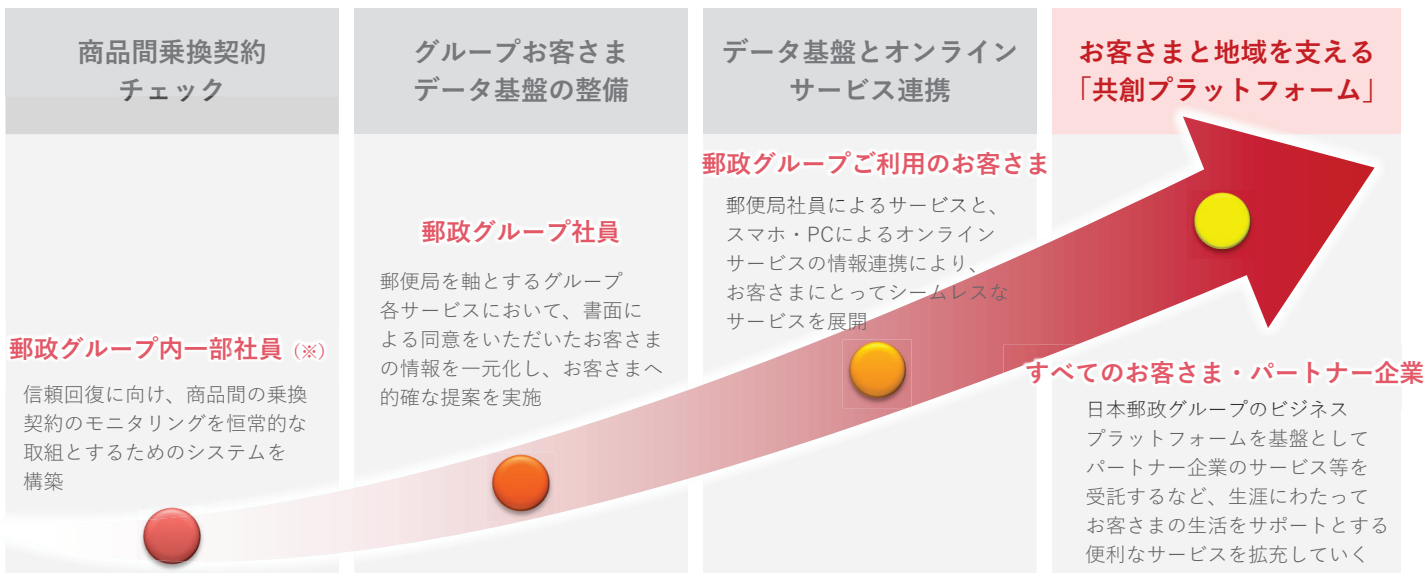 商品間乗換契約
チェック
郵政グループ内一部社員（※）
信頼回復に向け、商品間の乗換
契約のモニタリングを恒常的な
取組とするためのシステムを
構築
グループお客さま
データ基盤の整備
郵政グループ社員
郵便局を軸とするグループ
各サービスにおいて、書面に
よる同意をいただいたお客さま
の情報を一元化し、お客さまへ
的確な提案を実施
データ基盤とオンライン
サービス連携
郵政グループご利用のお客さま
郵便局社員によるサービスと、
スマホ・PCによるオンライン
サービスの情報連携により、
お客さまにとってシームレスな
サービスを展開
お客さまと地域を支える
「共創プラットフォーム」
すべてのお客さま・パートナー企業
日本郵政グループのビジネス
プラットフォームを基盤として
パートナー企業のサービス等を
受託するなど、生涯にわたって
お客さまの生活をサポートとする
便利なサービスを拡充していく